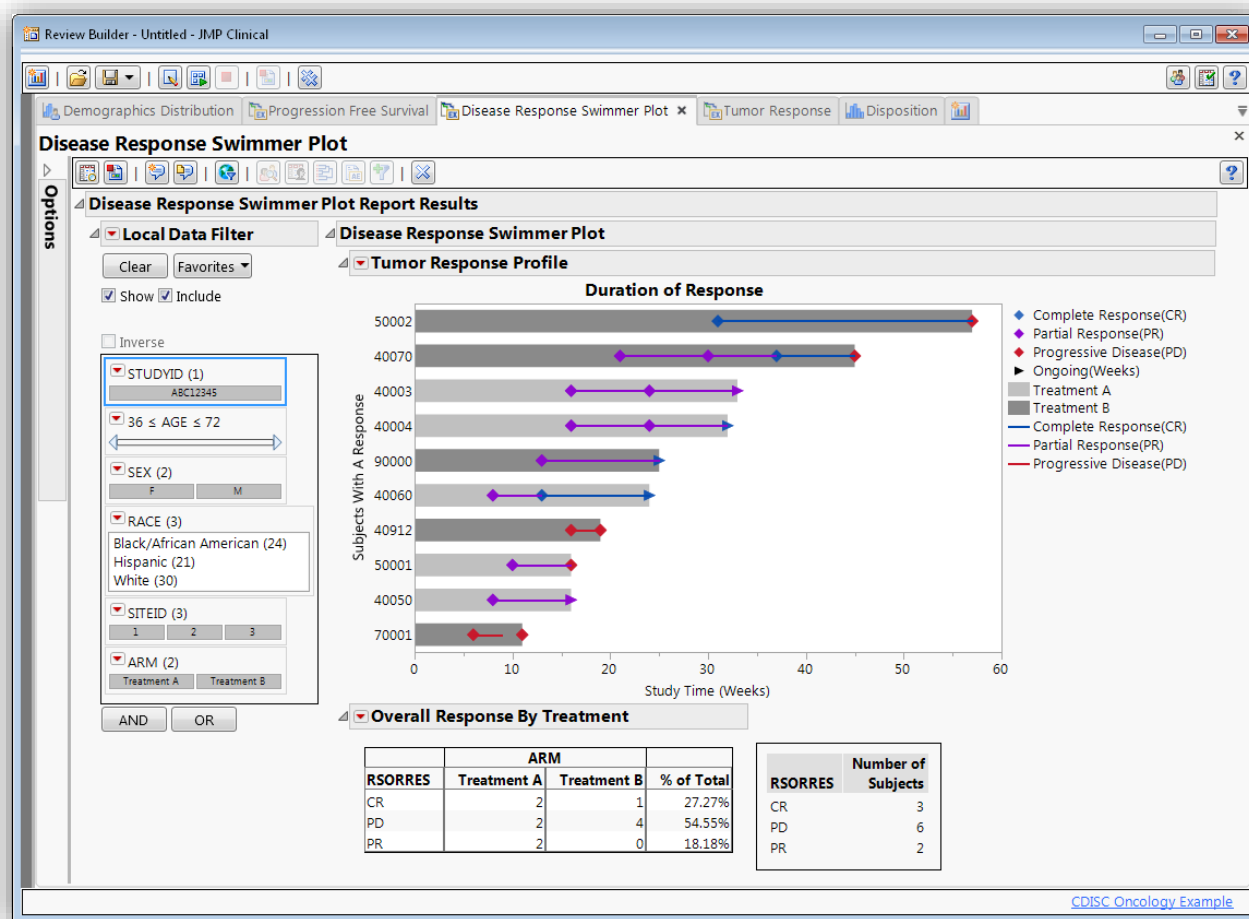 Review Builder - Untitled - JMP Clinical
Demographics Distribution Progression Free Survival Disease Response Swimmer Plot Tumor Response Disposition
Disease Response Swimmer Plot
Options
Disease Response Swimmer Plot Report Results
Local Data Filter
Clear Favorites
Show Include
Inverse
STUDYID (1)
ABC12345
36 ≤ AGE ≤ 72
SEX (2)
F M
RACE (3)
Black/African American (24)
Hispanic (21)
White (30)
SITEID (3)
1 2 3
ARM (2)
Treatment A Treatment B
AND OR
Disease Response Swimmer Plot
Tumor Response Profile
Duration of Response
Subjects With A Response
50002
40070
40003
40004
90000
40060
40912
50001
40050
70001
0 10 20 30 40 50 60
Study Time (Weeks)
Complete Response(CR)
Partial Response(PR)
Progressive Disease(PD)
Ongoing(Weeks)
Treatment A
Treatment B
Complete Response(CR)
Partial Response(PR)
Progressive Disease(PD)
Overall Response By Treatment
ARM
RSORRES Treatment A Treatment B % of Total
CR 2 1 27.27%
PD 2 4 54.55%
PR 2 0 18.18%
Number of
RSORRES Subjects
CR 3
PD 6
PR 2
CDISC Oncology Example